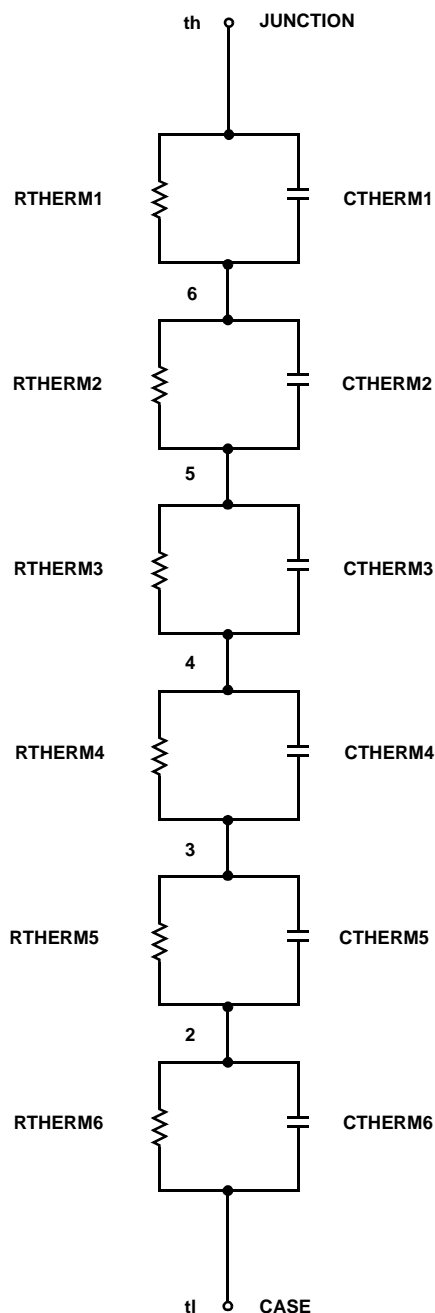 th JUNCTION
RTHERM1 CTHERM1
6
RTHERM2 CTHERM2
5
RTHERM3 CTHERM3
4
RTHERM4 CTHERM4
3
RTHERM5 CTHERM5
2
RTHERM6 CTHERM6
tl CASE